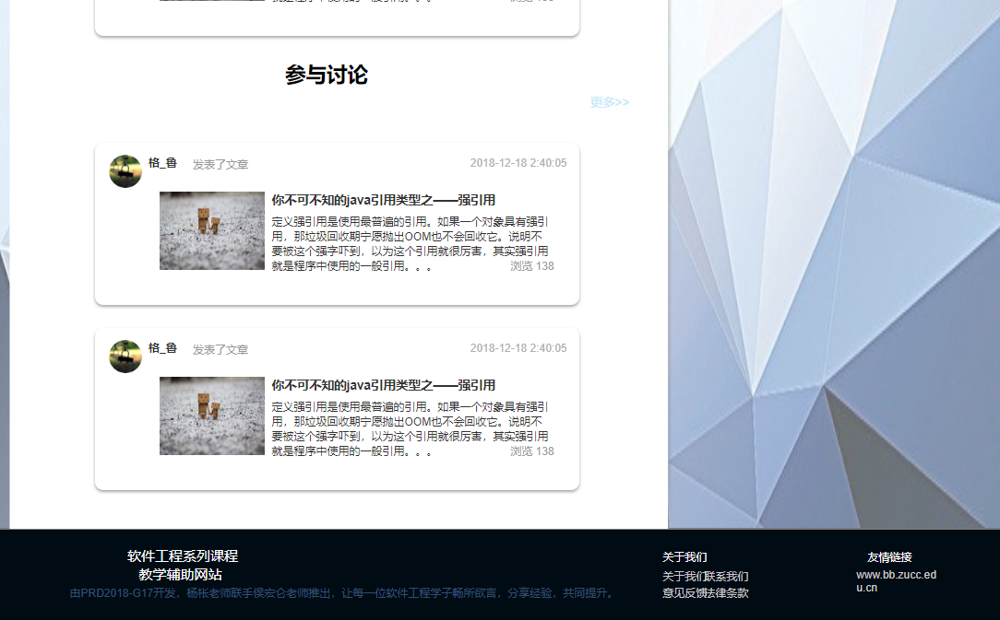 就是程序中使用的一般引用。。。 浏览 138
参与讨论
更多>>
格_鲁 发表了文章 2018-12-18 2:40:05
你不可不知的java引用类型之——强引用
定义强引用是使用最普遍的引用。如果一个对象具有强引
用，那垃圾回收期宁愿抛出OOM也不会回收它。说明不
要被这个强字吓到，以为这个引用就很厉害，其实强引用
就是程序中使用的一般引用。。。 浏览 138
格_鲁 发表了文章 2018-12-18 2:40:05
你不可不知的java引用类型之——强引用
定义强引用是使用最普遍的引用。如果一个对象具有强引
用，那垃圾回收期宁愿抛出OOM也不会回收它。说明不
要被这个强字吓到，以为这个引用就很厉害，其实强引用
就是程序中使用的一般引用。。。 浏览 138
软件工程系列课程
教学辅助网站
由PRD2018-G17开发，杨枨老师联手侯宏仑老师推出，让每一位软件工程学子畅所欲言，分享经验，共同提升。
关于我们
关于我们联系我们
意见反馈法律条款
友情链接
www.bb.zucc.ed
u.cn